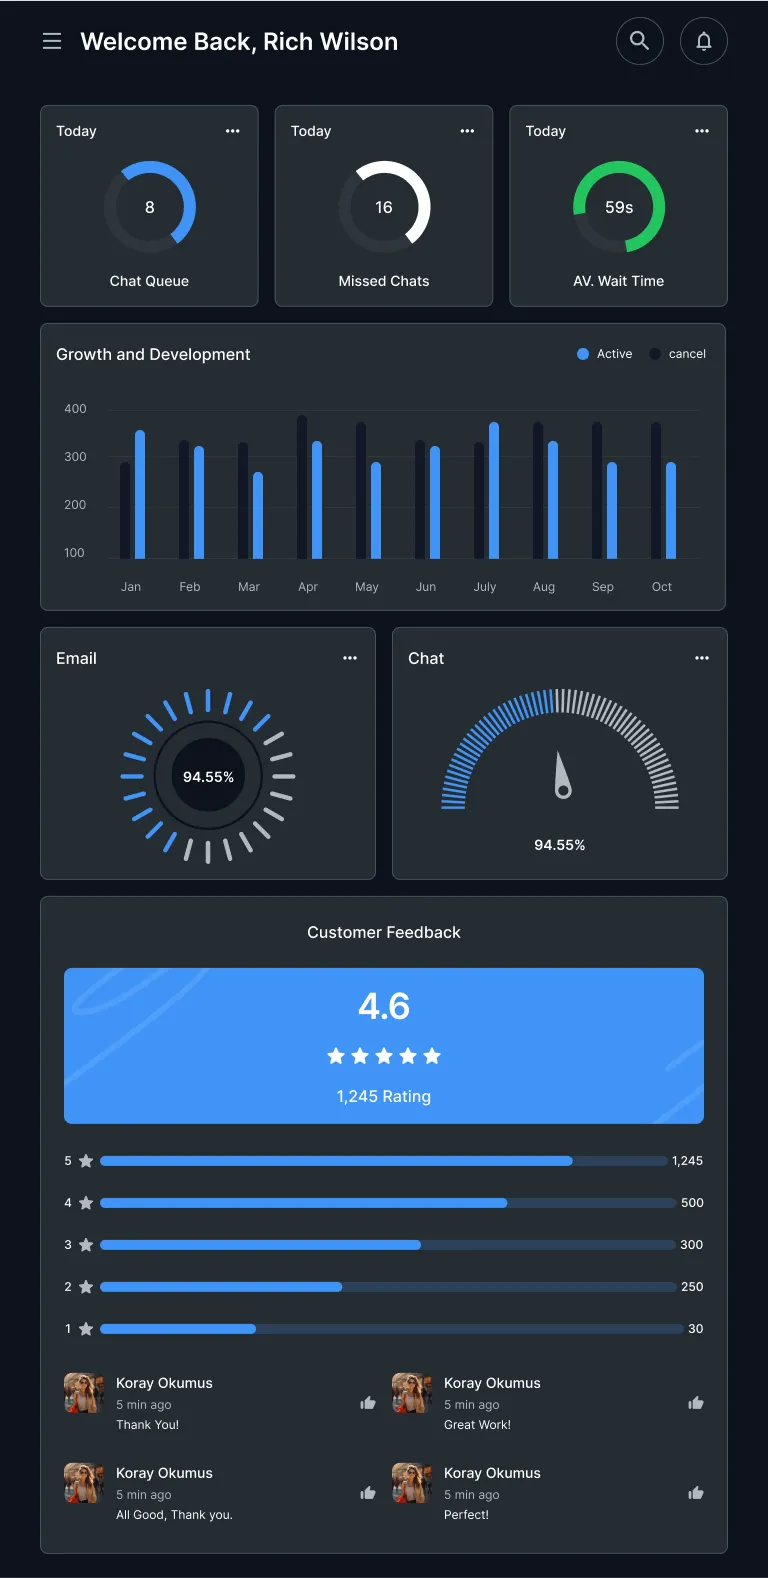 Welcome Back, Rich Wilson
Today
8
Chat Queue
Today
16
Missed Chats
Today
59s
AV. Wait Time
Growth and Development
Active
cancel
400
300
200
100
Jan Feb Mar Apr May Jun July Aug Sep Oct
Email
94.55%
Chat
94.55%
Customer Feedback
4.6
1,245 Rating
5 1,245
4 500
3 300
2 250
1 30
Koray Okumus
5 min ago
Thank You!
Koray Okumus
5 min ago
Great Work!
Koray Okumus
5 min ago
All Good, Thank you.
Koray Okumus
5 min ago
Perfect!